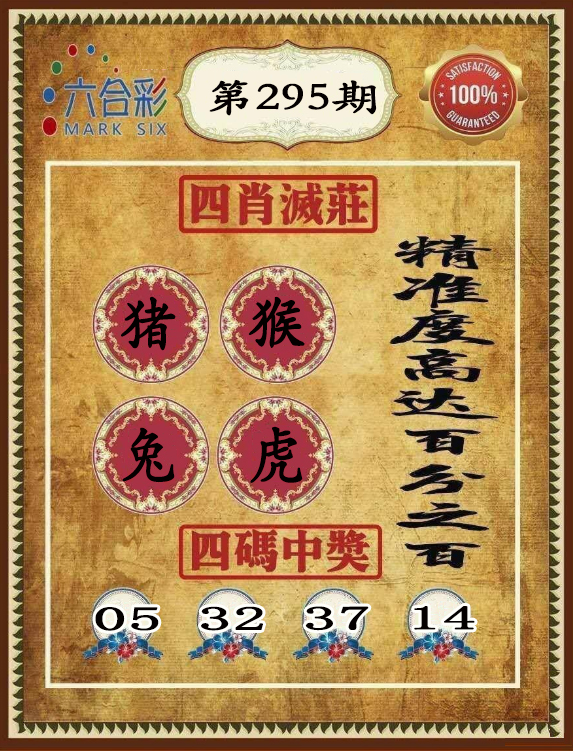 六合彩
MARK SIX
第295期
SATISFACTION
100%
GUARANTEED
四肖滅莊
猪
猴
兔
虎
精准度高达百分之百
四碼中獎
05
32
37
14